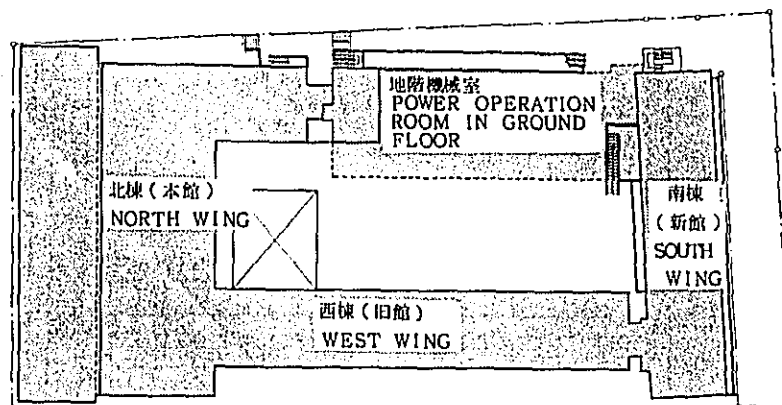 地階機械室
POWER OPERATION
ROOM IN GROUND
FLOOR
北棟(本館)
NORTH WING
南棟
(新館)
SOUTH
WING
西棟(旧館)
WEST WING